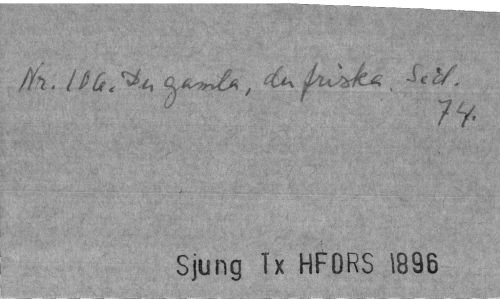 Nr. 106. Du gamla, du friska. Sid.
74.
Sjung Tx HFORS 1896